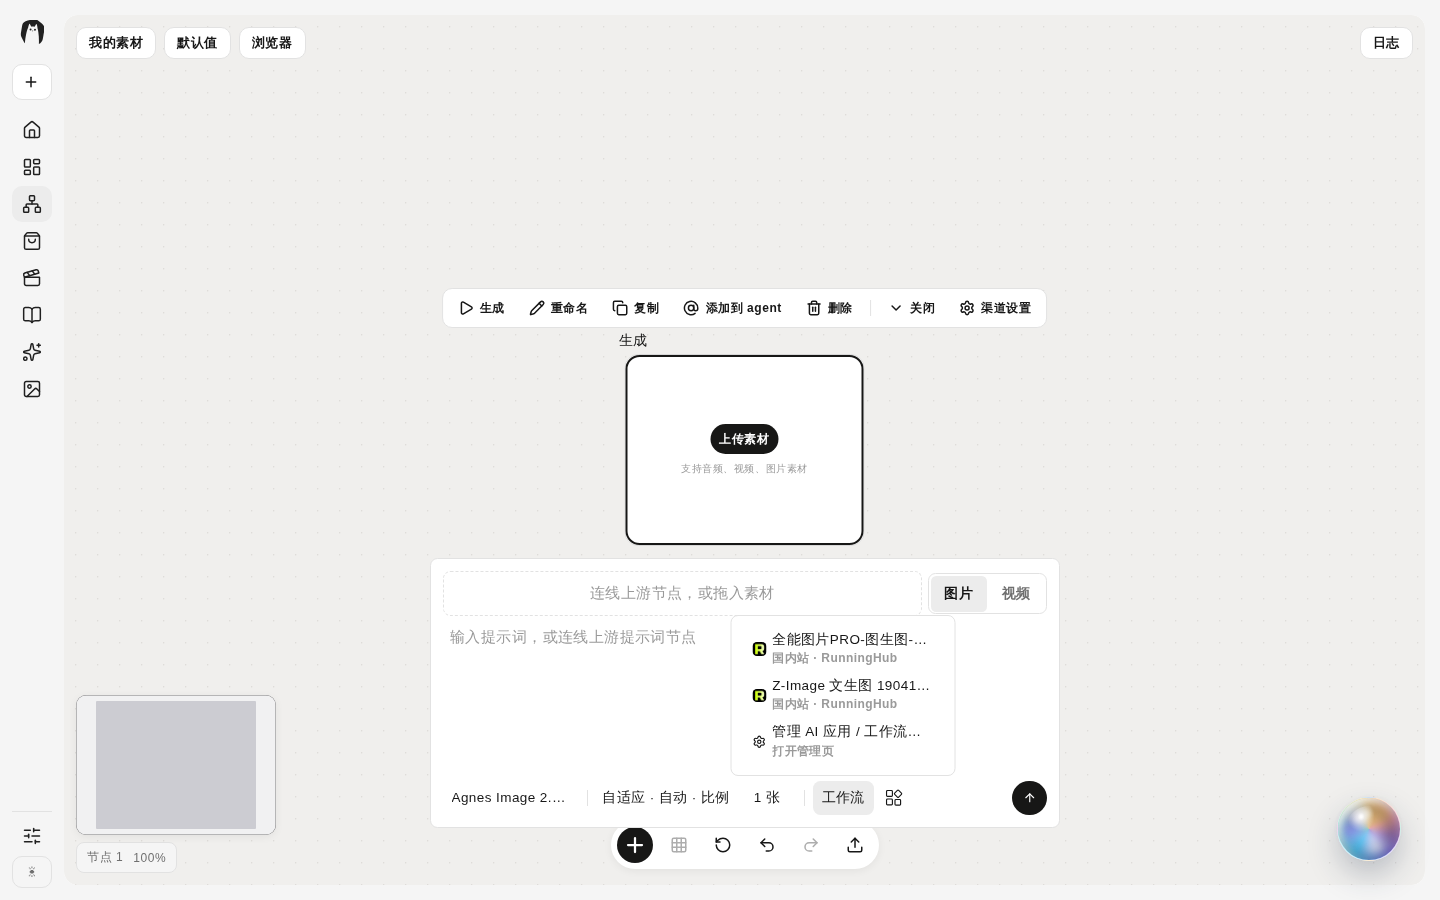 我的素材
默认值
浏览器
日志
生成
重命名
复制
添加到 agent
删除
关闭
渠道设置
生成
上传素材
支持音频、视频、图片素材
连线上游节点，或拖入素材
图片
视频
输入提示词，或连线上游提示词节点
全能图片PRO-图生图-...
国内站 · RunningHub
Z-Image 文生图 19041...
国内站 · RunningHub
管理 AI 应用 / 工作流...
打开管理页
Agnes Image 2....
自适应 · 自动 · 比例
1 张
工作流
节点 1
100%